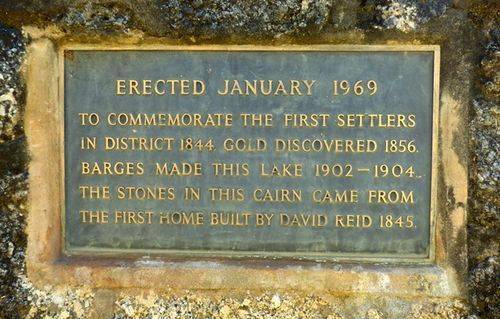 ERECTED JANUARY 1969
TO COMMEMORATE THE FIRST SETTLERS
IN DISTRICT 1844. GOLD DISCOVERED 1856.
BARGES MADE THIS LAKE 1902-1904.
THE STONES IN THIS CAIRN CAME FROM
THE FIRST HOME BUILT BY DAVID REID 1845.